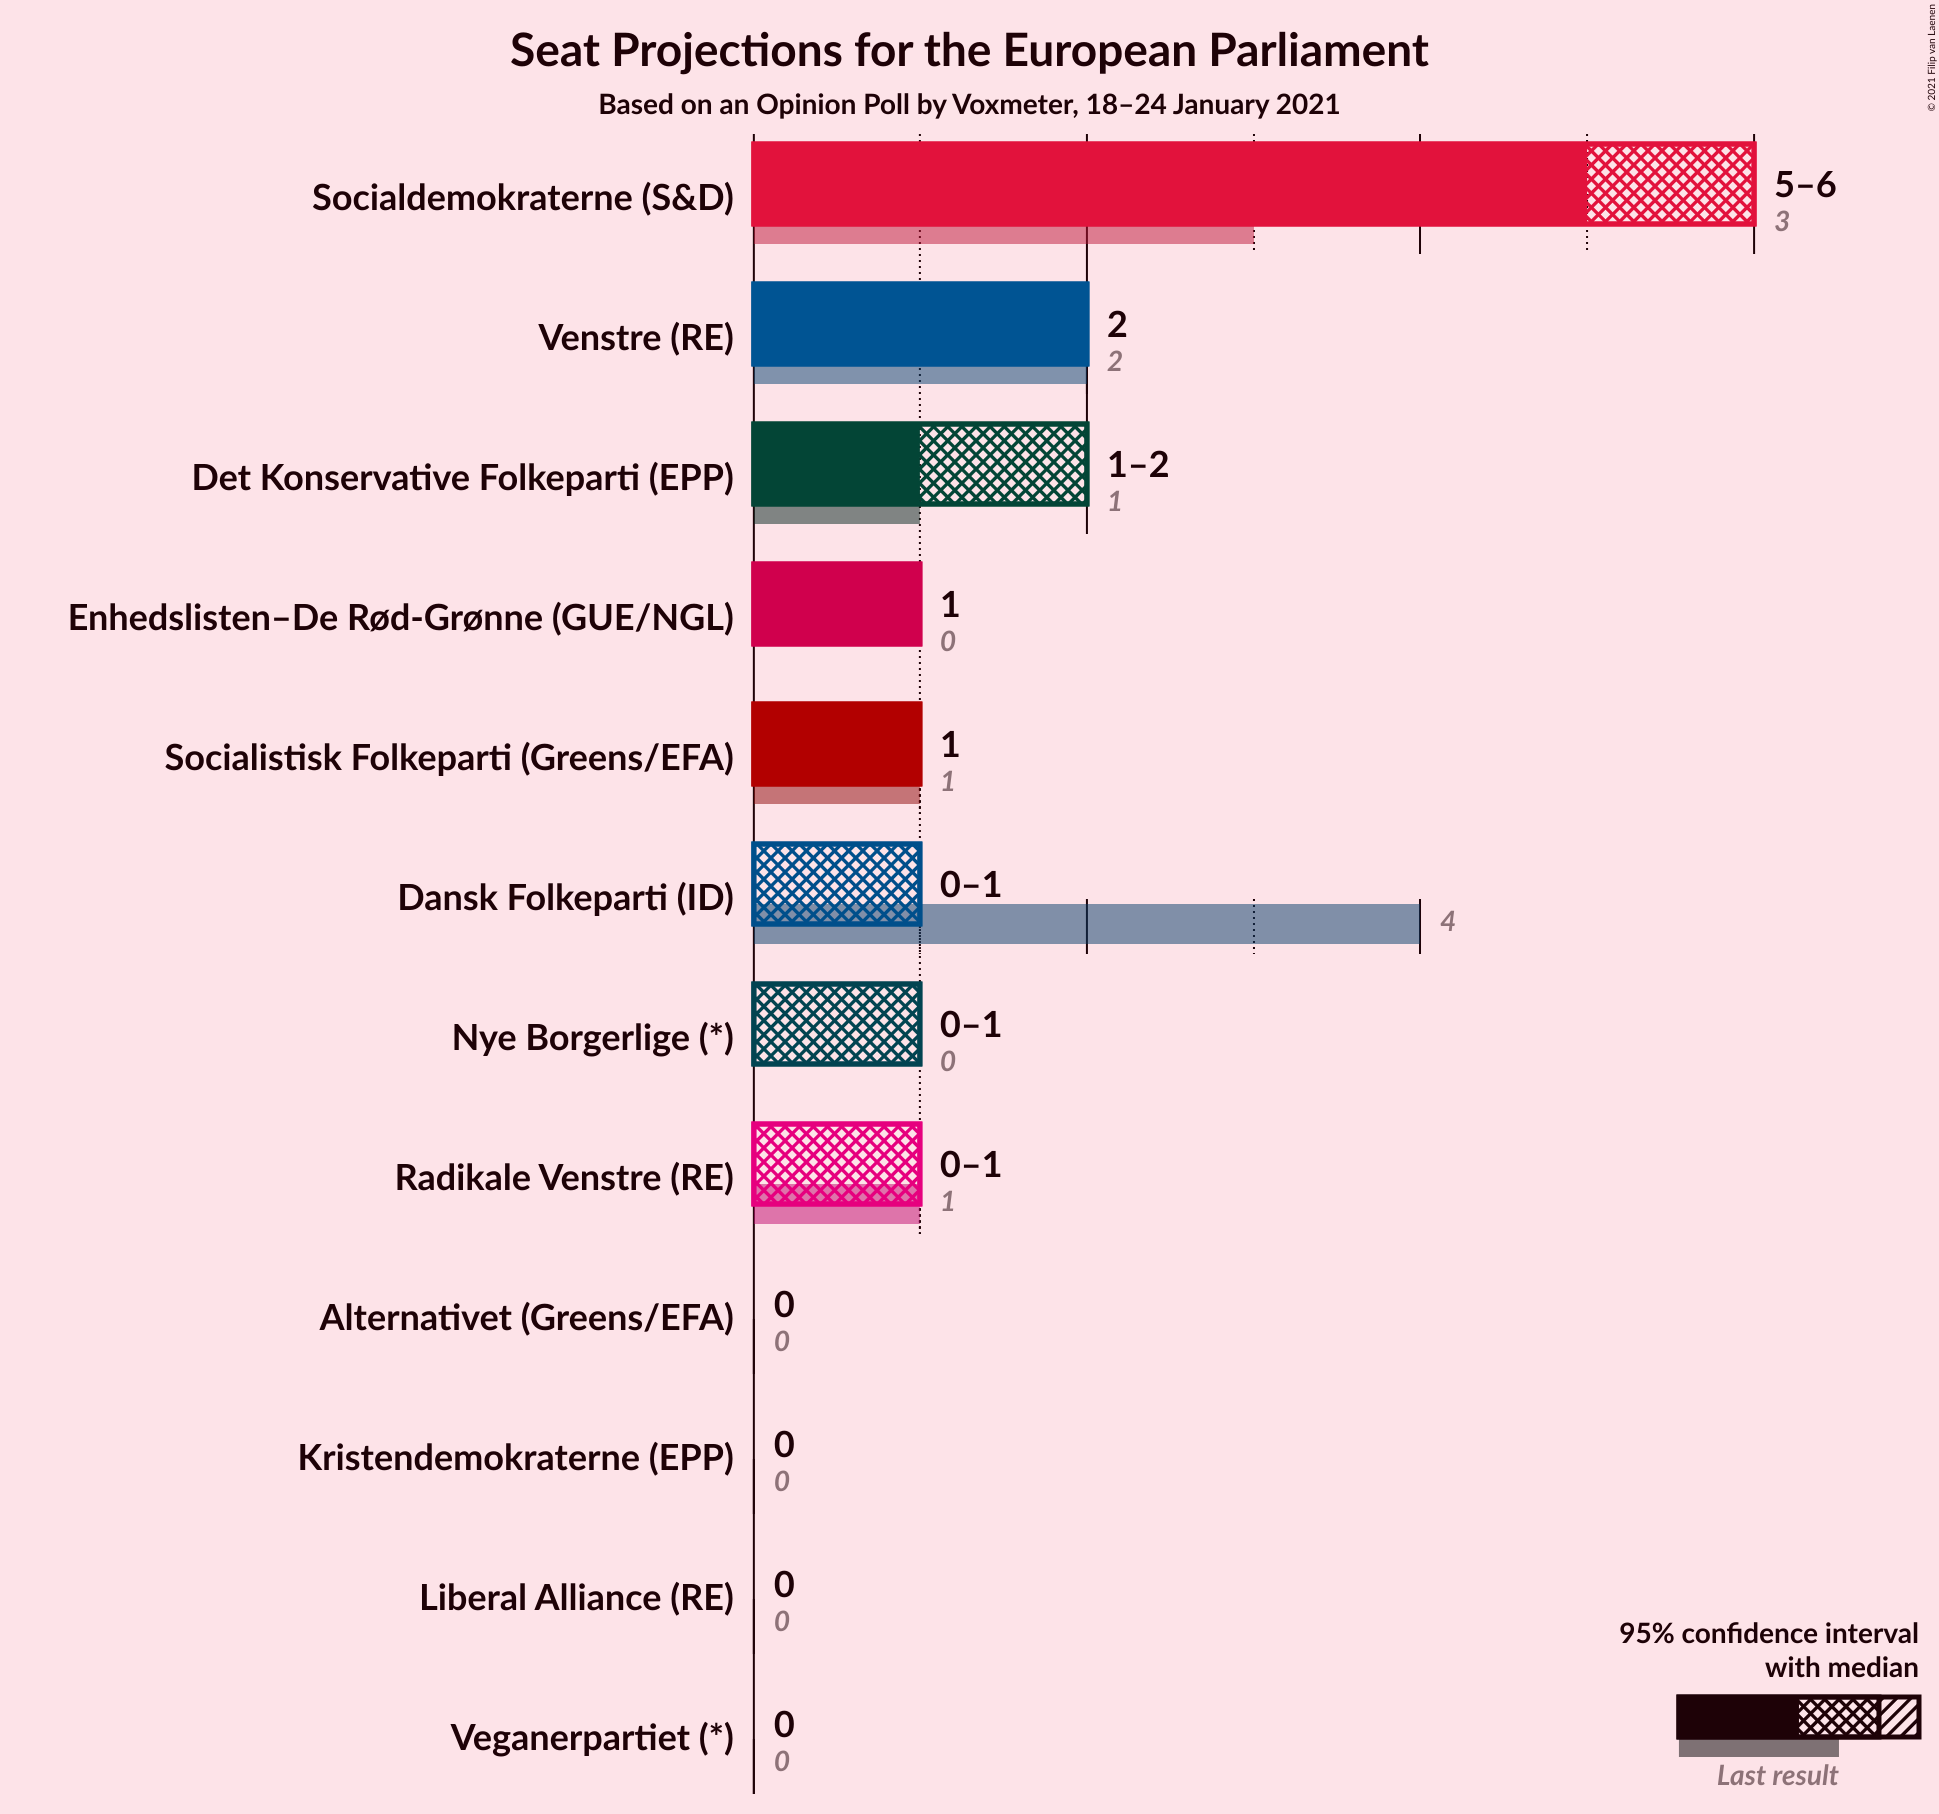 Seat Projections for the European Parliament
Based on an Opinion Poll by Voxmeter, 18–24 January 2021
© 2021 Filip van Laenen
Socialdemokraterne (S&D)
5–6
3
Venstre (RE)
2
2
Det Konservative Folkeparti (EPP)
1–2
1
Enhedslisten–De Rød-Grønne (GUE/NGL)
1
0
Socialistisk Folkeparti (Greens/EFA)
1
1
Dansk Folkeparti (ID)
0–1
4
Nye Borgerlige (*)
0–1
0
Radikale Venstre (RE)
0–1
1
Alternativet (Greens/EFA)
0
0
Kristendemokraterne (EPP)
0
0
Liberal Alliance (RE)
0
0
Veganerpartiet (*)
0
0
95% confidence interval
with median
Last result